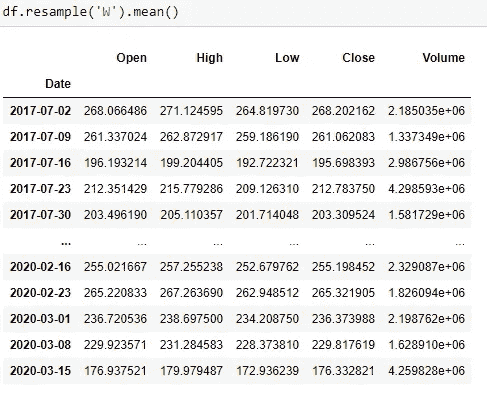 df.resample('W').mean()
Open High Low Close Volume
Date
2017-07-02 268.066486 271.124595 264.819730 268.202162 2.185035e+06
2017-07-09 261.337024 262.872917 259.186190 261.062083 1.337349e+06
2017-07-16 196.193214 199.204405 192.722321 195.698393 2.986756e+06
2017-07-23 212.351429 215.779286 209.126310 212.783750 4.298593e+06
2017-07-30 203.496190 205.110357 201.714048 203.309524 1.581729e+06
... ... ... ... ... ...
2020-02-16 255.021667 257.255238 252.679762 255.198452 2.329087e+06
2020-02-23 265.220833 267.263690 262.948512 265.321905 1.826094e+06
2020-03-01 236.720536 238.697500 234.208750 236.373988 2.198762e+06
2020-03-08 229.923571 231.284583 228.373810 229.817619 1.628910e+06
2020-03-15 176.937521 179.979487 172.936239 176.332821 4.259828e+06